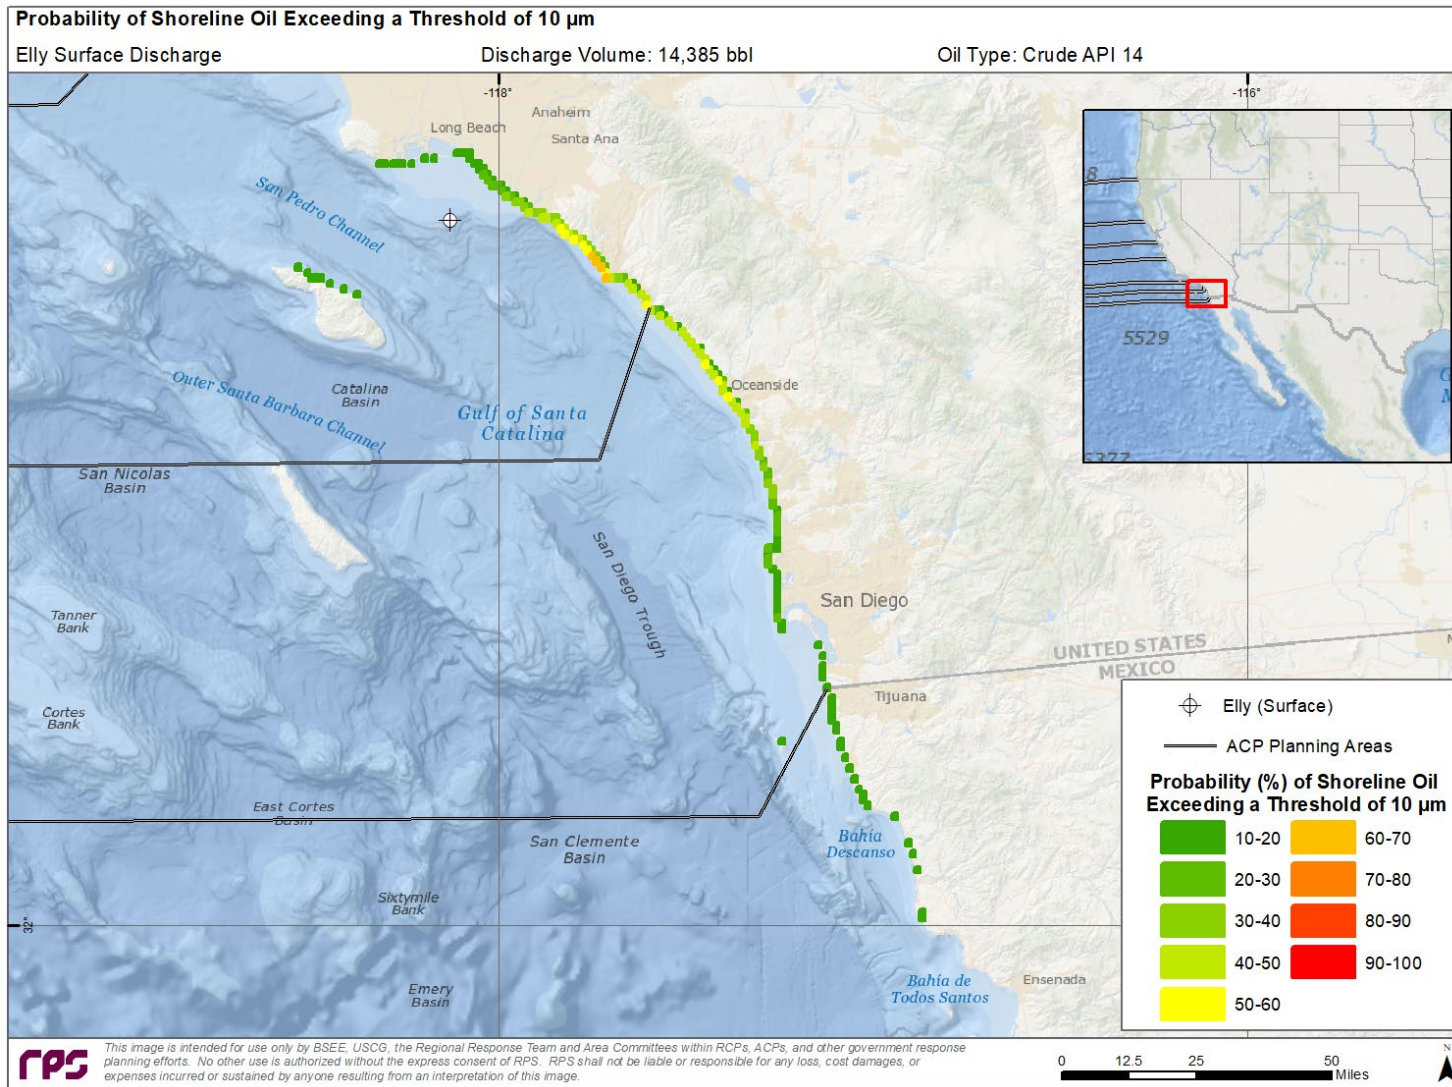 Probability of Shoreline Oil Exceeding a Threshold of 10 µm
Elly Surface Discharge Discharge Volume: 14,385 bbl Oil Type: Crude API 14
-118° -116°
Anaheim
Long Beach
Santa Ana
San Pedro Channel
8
5529
Oceanside
Catalina
Basin
Outer Santa Barbara Channel
Gulf of Santa
Catalina
San Nicolas
Basin
San Diego Trough
San Diego
Tanner
Bank
UNITED STATES
MEXICO
Tijuana
Cortes
Bank
East Cortes
Basin
San Clemente
Basin
Bahía
Descanso
Sixtymile
Bank
32°
Emery
Basin
Bahía de
Todos Santos
Ensenada
Elly (Surface)
ACP Planning Areas
Probability (%) of Shoreline Oil
Exceeding a Threshold of 10 µm
10-20 60-70
20-30 70-80
30-40 80-90
40-50 90-100
50-60
rps
This image is intended for use only by BSEE, USCG, the Regional Response Team and Area Committees within RCPs, ACPs, and other government response
planning efforts. No other use is authorized without the express consent of RPS. RPS shall not be liable or responsible for any loss, cost damages, or
expenses incurred or sustained by anyone resulting from an interpretation of this image.
0 12.5 25 50
Miles
N